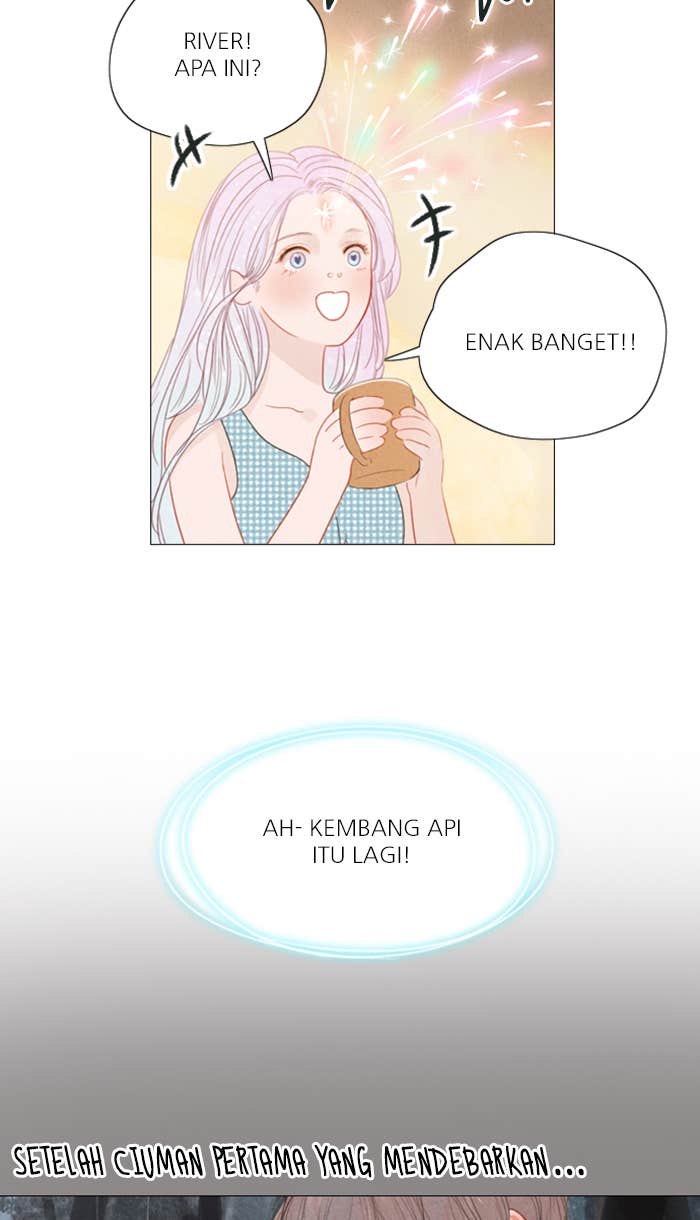 RIVER!
APA INI?
ENAK BANGET!!
AH- KEMBANG API
ITU LAGI!
SETELAH CIUMAN PERTAMA YANG MENDEBARKAN...